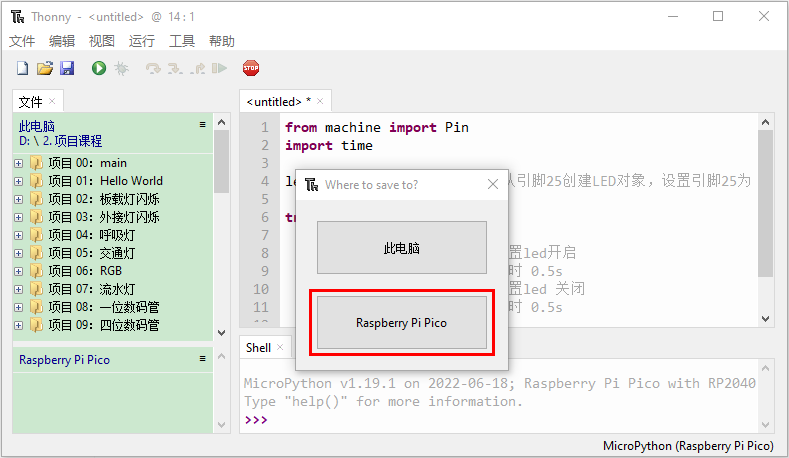 Thonny - <untitled> @ 14 : 1
文件 编辑 视图 运行 工具 帮助
STOP
文件
此电脑
D: \ 2. 项目课程
项目 00：main
项目 01：Hello World
项目 02：板载灯闪烁
项目 03：外接灯闪烁
项目 04：呼吸灯
项目 05：交通灯
项目 06：RGB
项目 07：流水灯
项目 08：一位数码管
项目 09：四位数码管
Raspberry Pi Pico
<untitled> *
1 from machine import Pin
2 import time
3
4 le 引脚25创建LED对象，设置引脚25为
5
6 tr
7
8 置led开启
9 时 0.5s
10 置led 关闭
11 时 0.5s
Where to save to?
此电脑
Raspberry Pi Pico
Shell
MicroPython v1.19.1 on 2022-06-18; Raspberry Pi Pico with RP2040
Type "help()" for more information.
>>>
MicroPython (Raspberry Pi Pico)